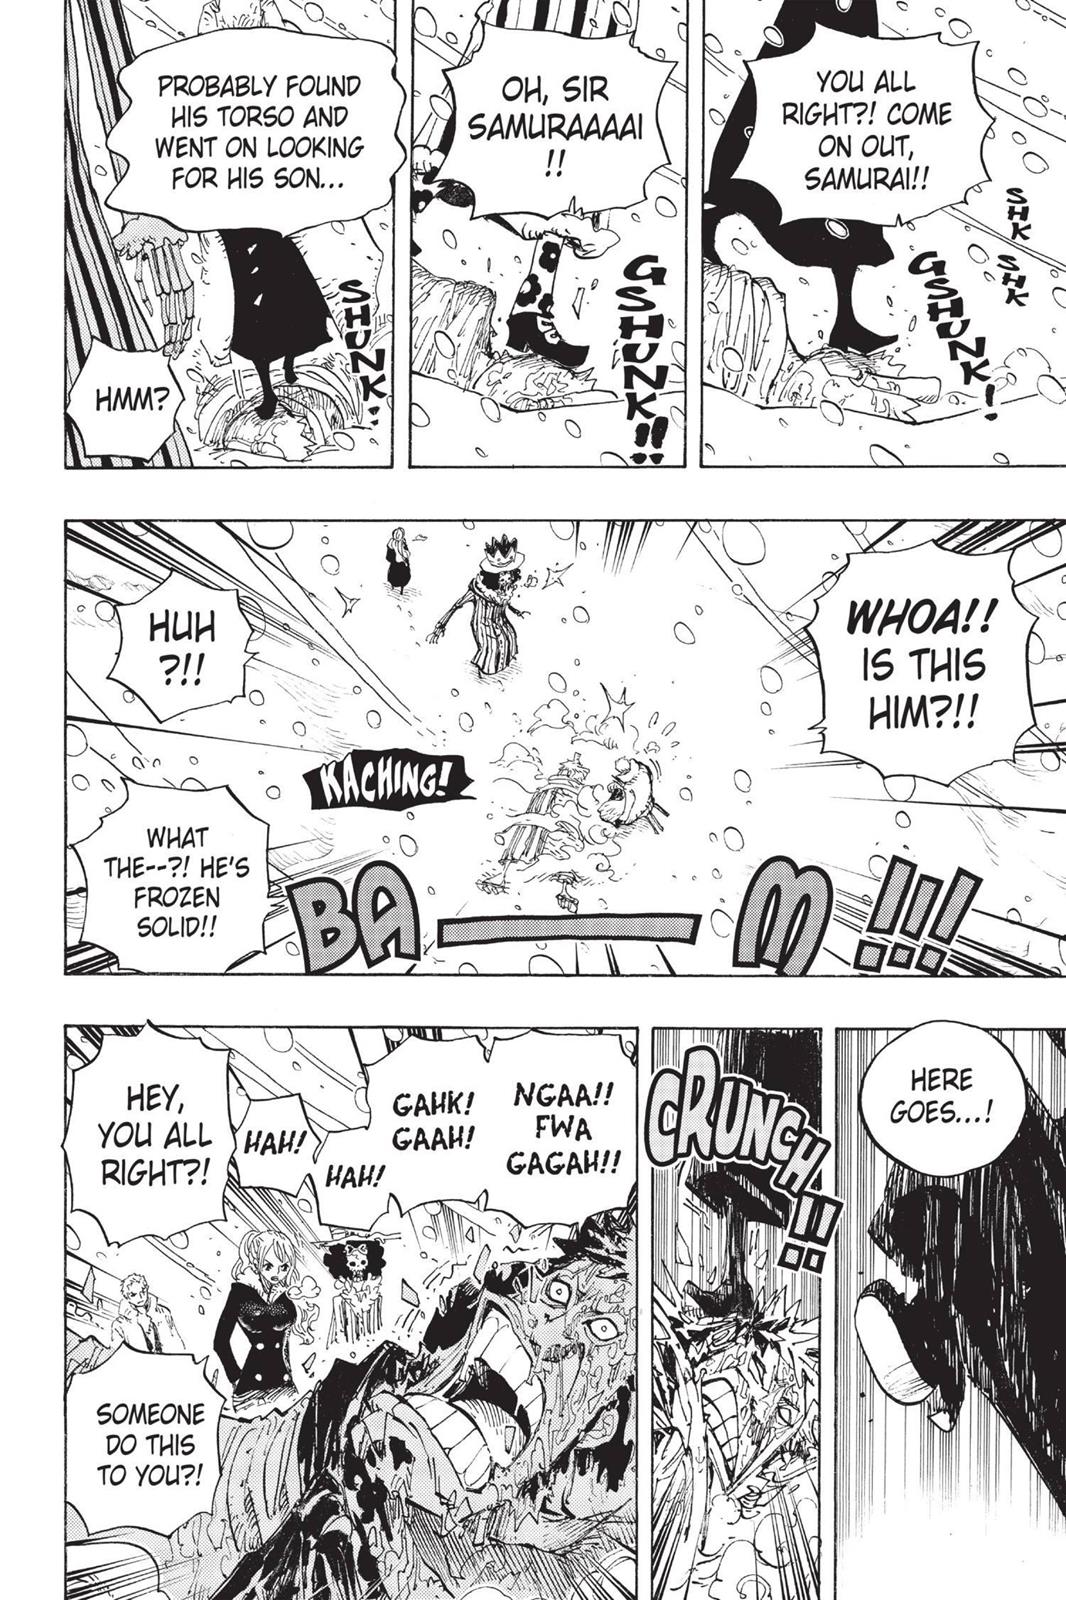 YOU ALL
RIGHT?! COME
ON OUT,
SAMURAI!!
SHK
SHK
GSHUNK!
OH, SIR
SAMURAAAAI
!!
GSHUNK!!
PROBABLY FOUND
HIS TORSO AND
WENT ON LOOKING
FOR HIS SON...
SHUNK!
HMM?
WHOA!!
IS THIS
HIM?!!
HUH
?!!
KACHING!
WHAT
THE--?! HE'S
FROZEN
SOLID!!
BA——M!!!
HERE
GOES...!
CRUNCH!!
NGAA!!
FWA
GAGAH!!
GAHK!
GAAH!
HAH!
HAH!
HEY,
YOU ALL
RIGHT?!
SOMEONE
DO THIS
TO YOU?!